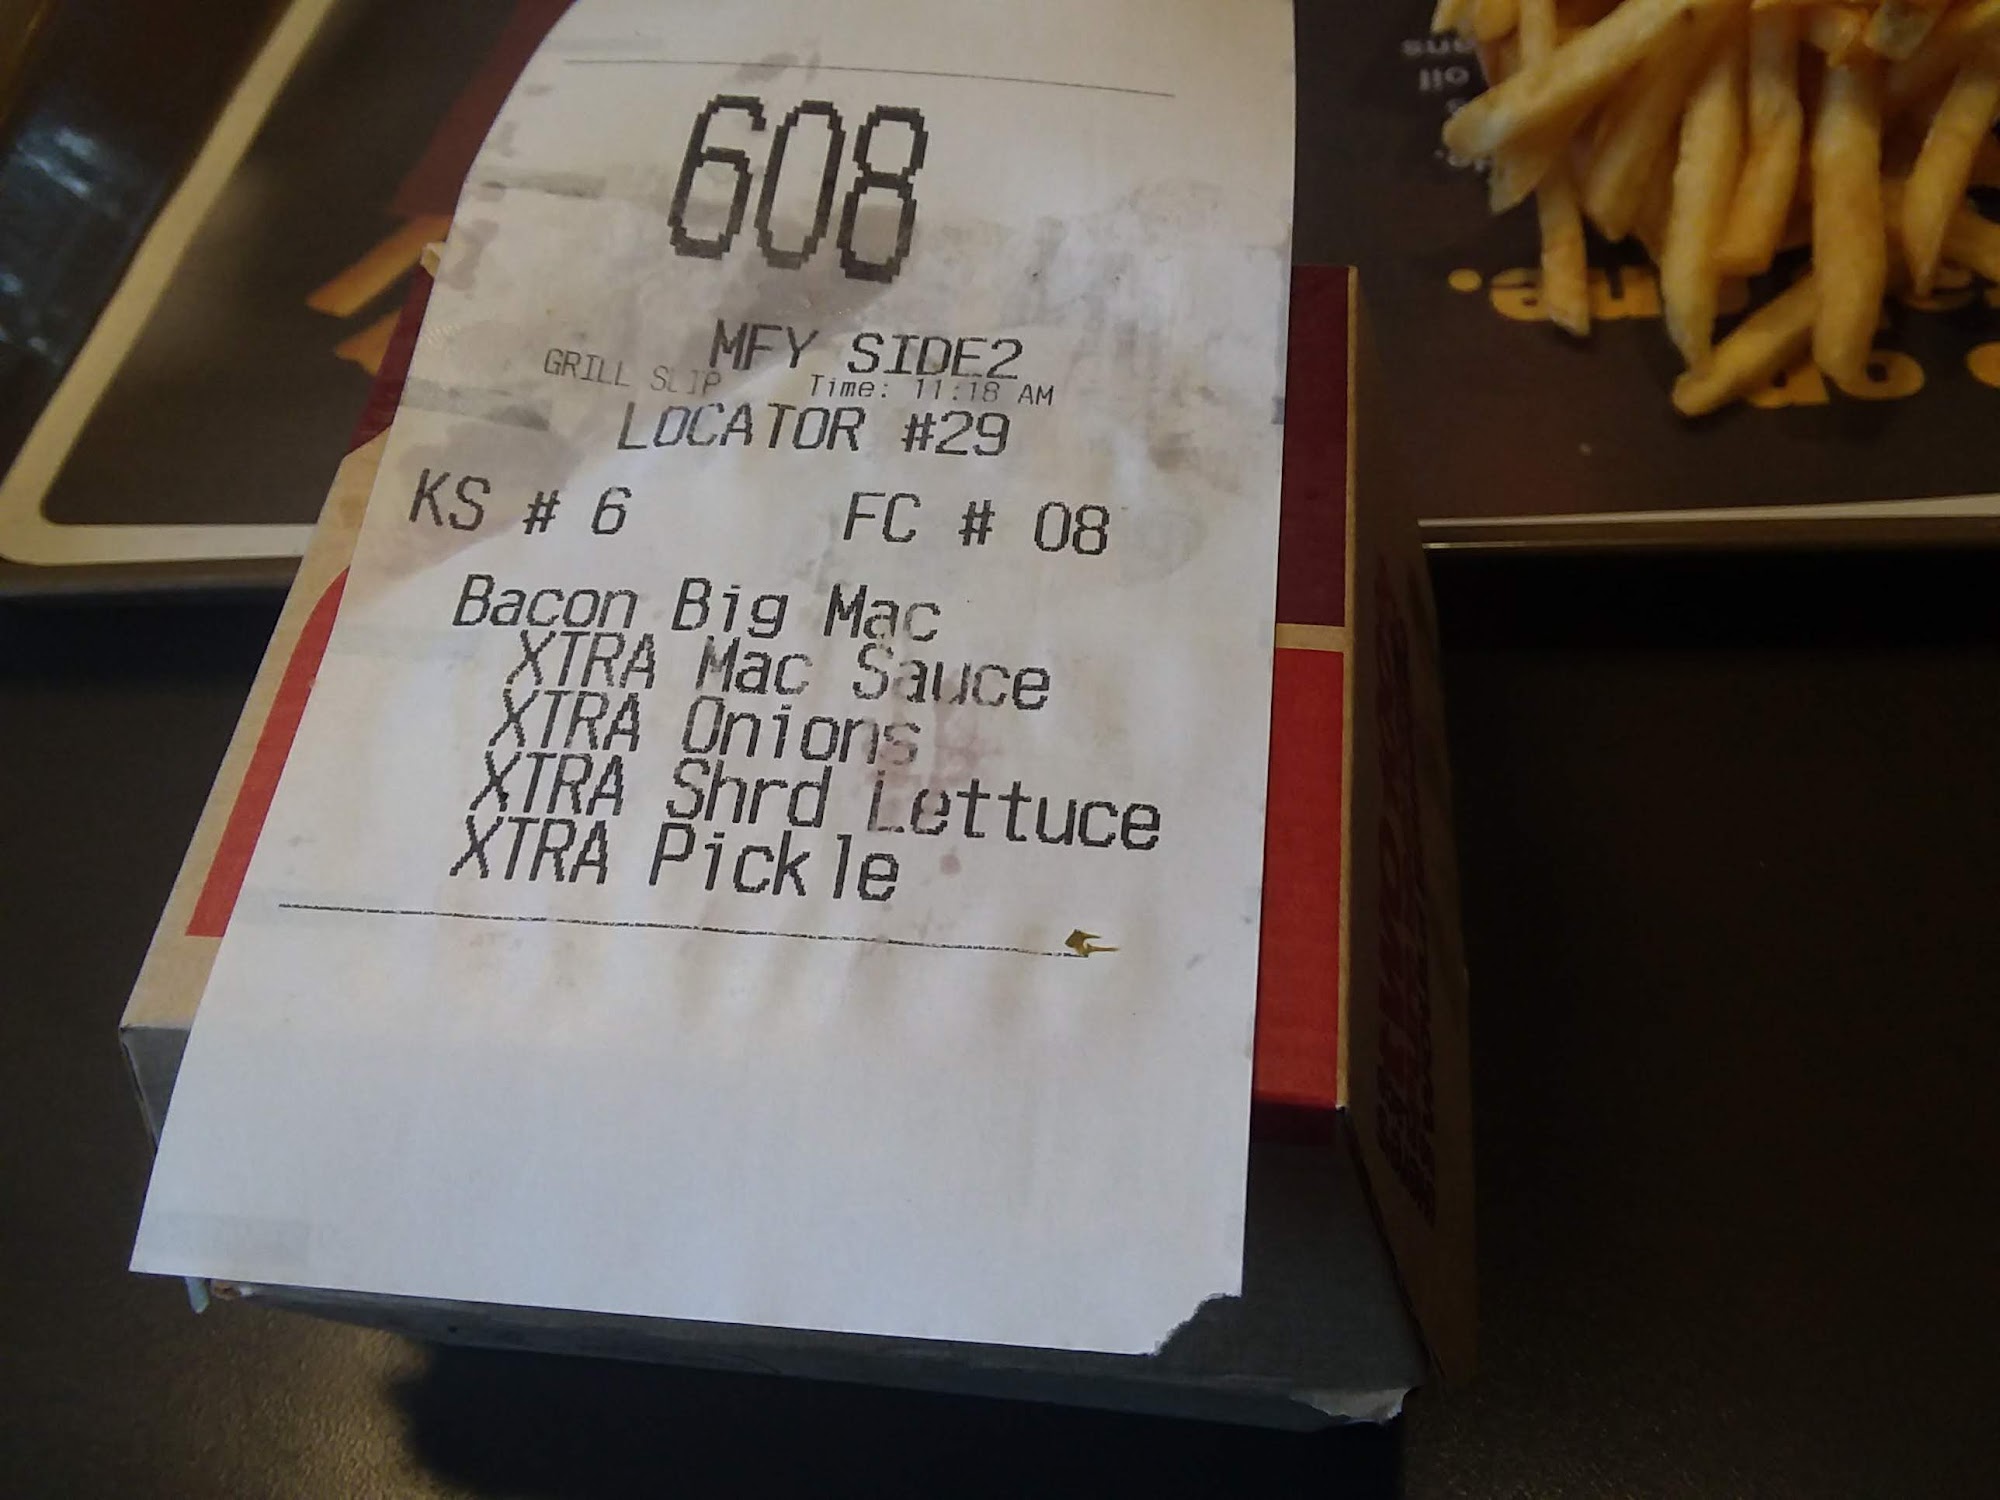 608
MFY SIDE2
GRILL SLIP Time: 11:18 AM
LOCATOR #29
KS # 6 FC # 08
Bacon Big Mac
XTRA Mac Sauce
XTRA Onions
XTRA Shrd Lettuce
XTRA Pickle
oil